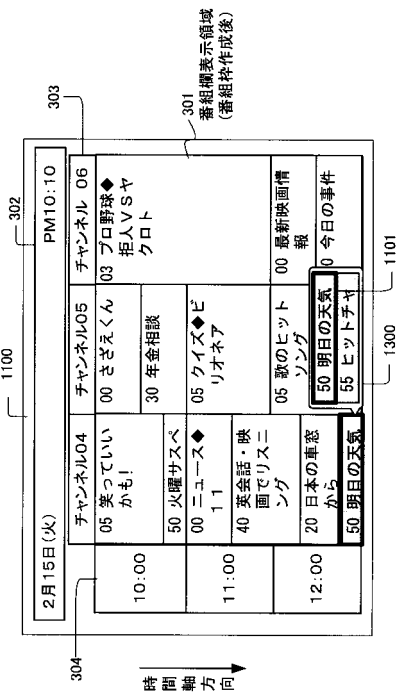 1100
302
303
2月15日(火)
PM10:10
チャンネル04
チャンネル05
チャンネル 06
304
10:00
11:00
12:00
05 笑っていい
かも!
50 火曜サスペ
00 ニュース◆
11
40 英会話・映
画でリスニ
ング
20 日本の車窓
から
50 明日の天気
00 さざえくん
30 年金相談
05 クイズ◆ビ
リオネア
05 歌のヒット
ソング
50 明日の天気
55 ヒットチャ
03 プロ野球◆
拒人VSヤ
クロト
00 最新映画情
報
0 今日の事件
301
番組欄表示領域
(番組枠作成後)
1101
1300
時間軸方向